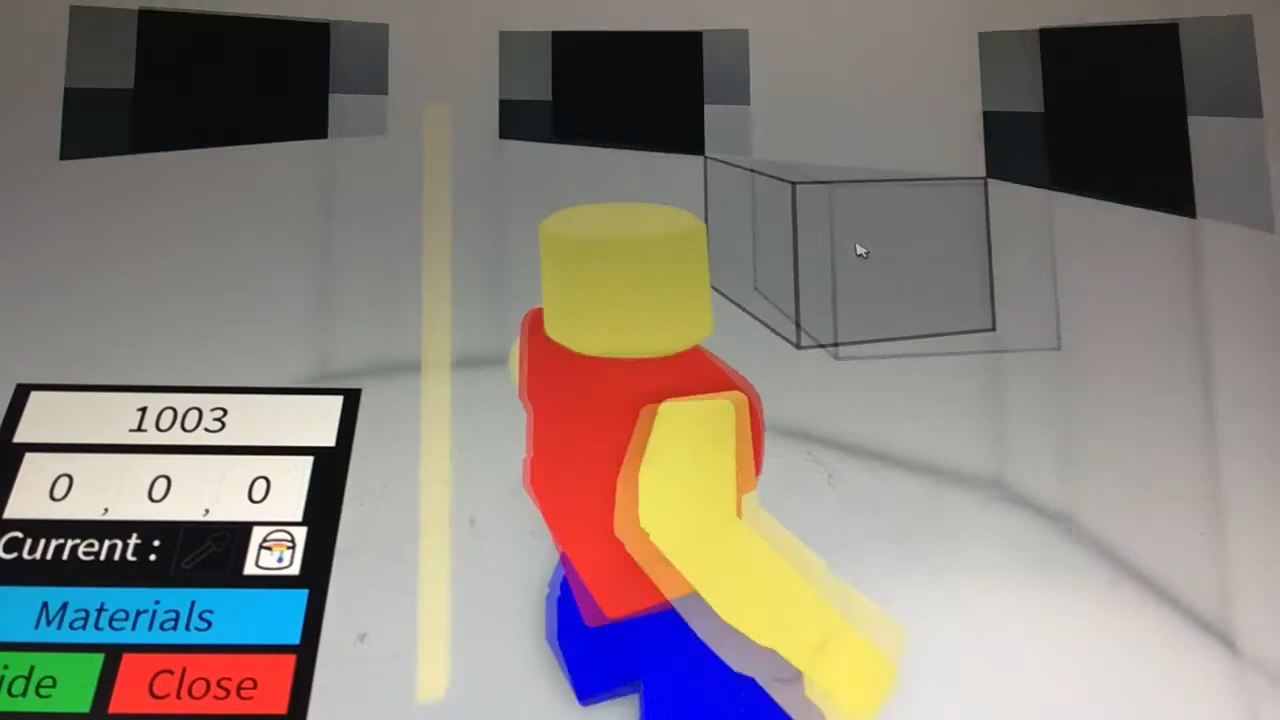 1003
0 , 0 , 0
Current :
Materials
ide
Close